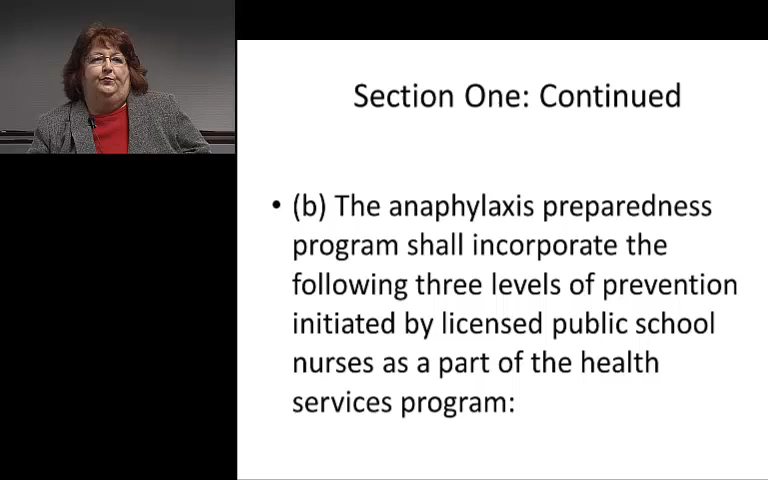 Section One: Continued
• (b) The anaphylaxis preparedness
program shall incorporate the
following three levels of prevention
initiated by licensed public school
nurses as a part of the health
services program: